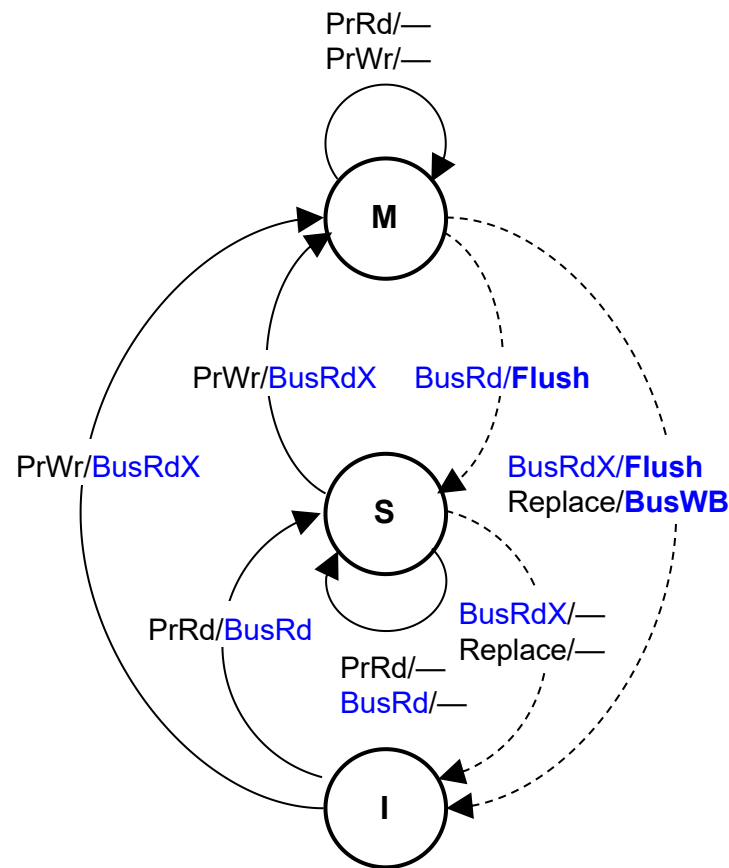 PrRd/—
PrWr/—
M
PrWr/BusRdX
BusRd/Flush
PrWr/BusRdX
BusRdX/Flush
Replace/BusWB
S
PrRd/BusRd
BusRdX/—
Replace/—
PrRd/—
BusRd/—
I